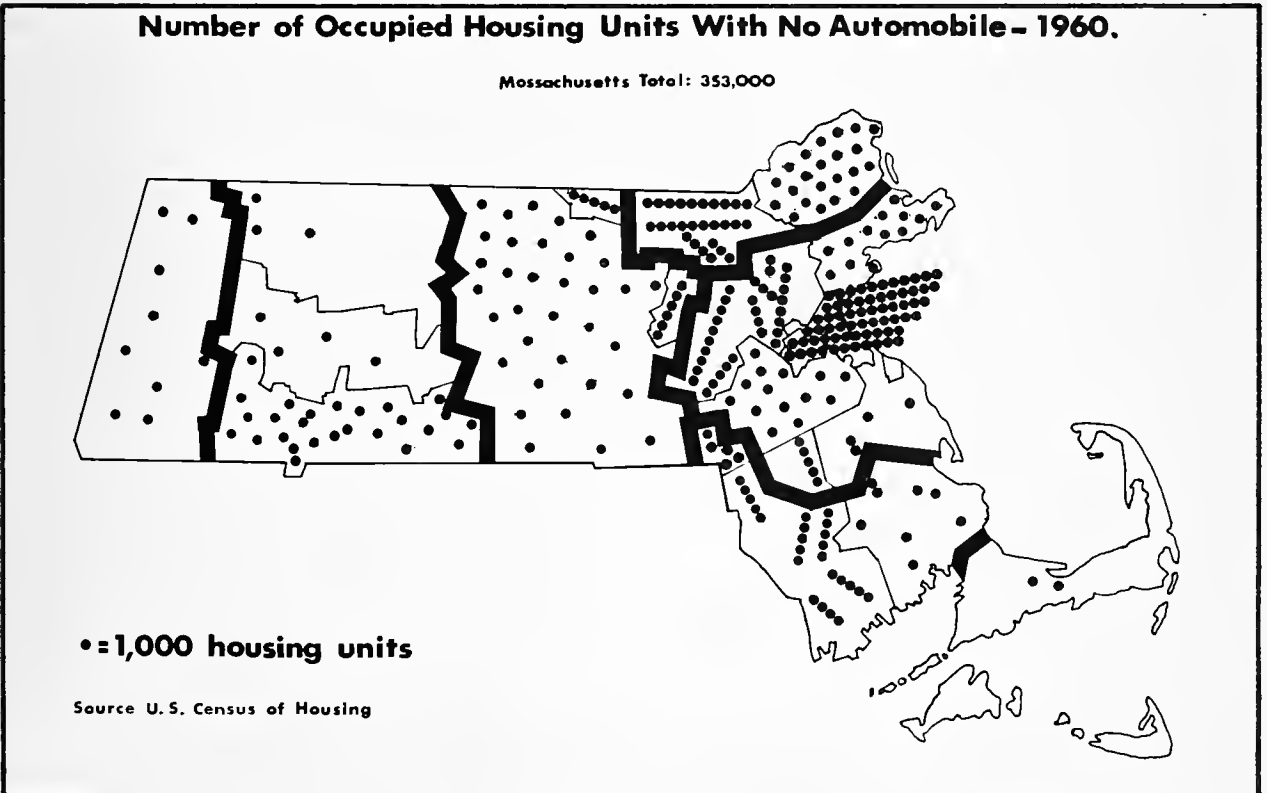 Number of Occupied Housing Units With No Automobile - 1960.
Mossachusetts Total: 353,000
• = 1,000 housing units
Source U.S. Census of Housing